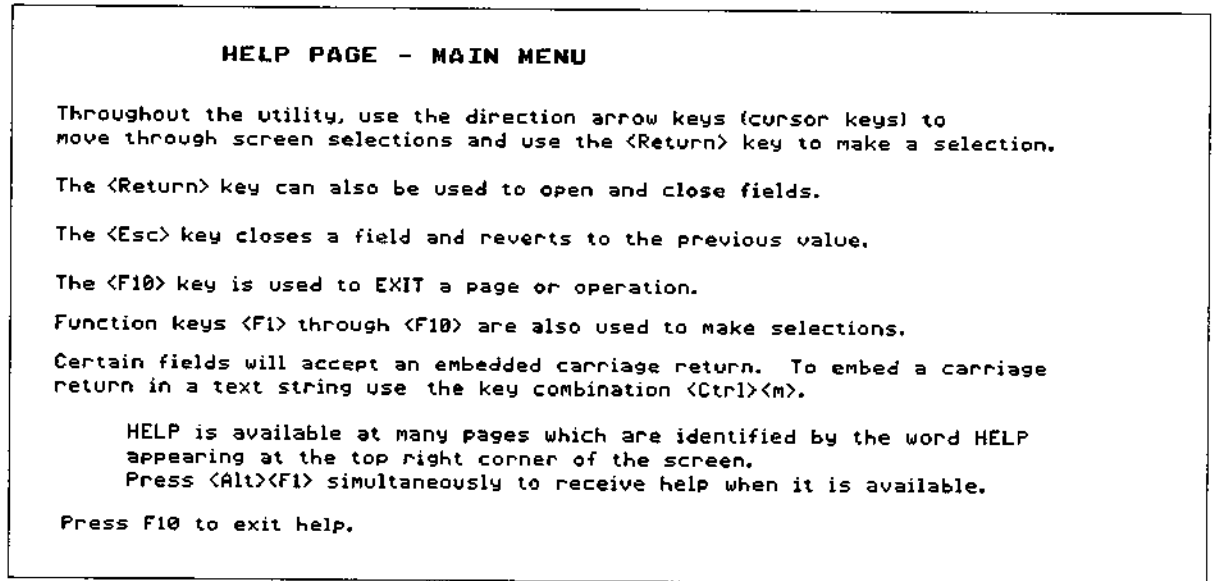 HELP PAGE - MAIN MENU
Throughout the utility, use the direction arrow keys (cursor keys) to
move through screen selections and use the <Return> key to make a selection.
The <Return> key can also be used to open and close fields.
The <Esc> key closes a field and reverts to the previous value.
The <F10> key is used to EXIT a page or operation.
Function keys <F1> through <F10> are also used to make selections.
Certain fields will accept an embedded carriage return.  To embed a carriage
return in a text string use  the key combination <Ctrl><m>.
HELP is available at many pages which are identified by the word HELP
appearing at the top right corner of the screen.
Press <Alt><F1> simultaneously to receive help when it is available.
Press F10 to exit help.